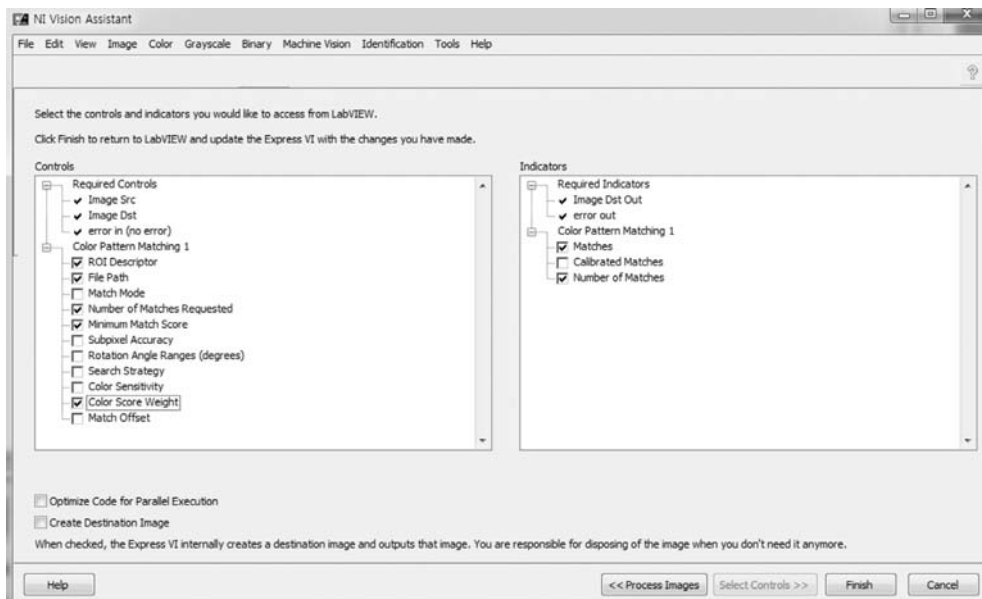 NI Vision Assistant
File Edit View Image Color Grayscale Binary Machine Vision Identification Tools Help
Select the controls and indicators you would like to access from LabVIEW.
Click Finish to return to LabVIEW and update the Express VI with the changes you have made.
Controls
Required Controls
Image Src
Image Dst
error in (no error)
Color Pattern Matching 1
ROI Descriptor
File Path
Match Mode
Number of Matches Requested
Minimum Match Score
Subpixel Accuracy
Rotation Angle Ranges (degrees)
Search Strategy
Color Sensitivity
Color Score Weight
Match Offset
Indicators
Required Indicators
Image Dst Out
error out
Color Pattern Matching 1
Matches
Calibrated Matches
Number of Matches
Optimize Code for Parallel Execution
Create Destination Image
When checked, the Express VI internally creates a destination image and outputs that image. You are responsible for disposing of the image when you don't need it anymore.
Help
<< Process Images
Select Controls >>
Finish
Cancel